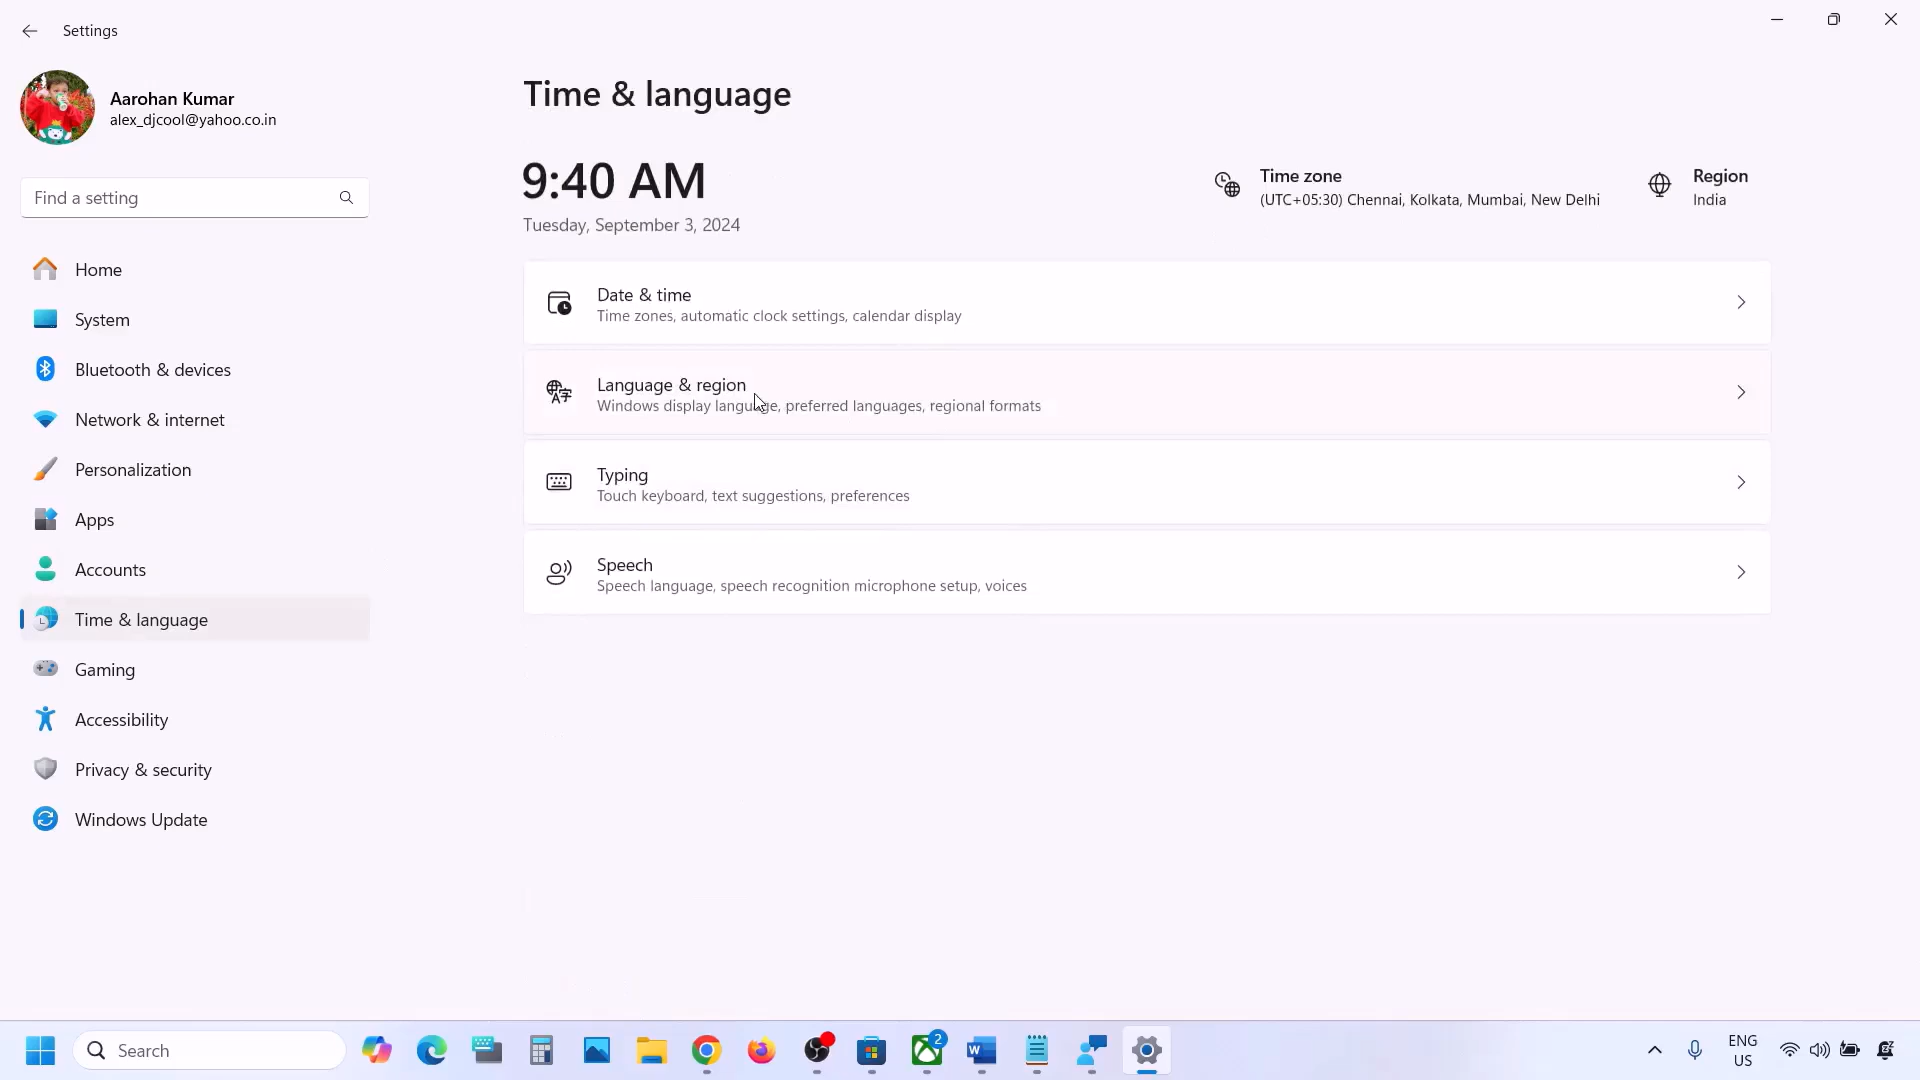 Settings
Aarohan Kumar
alex_djcool@yahoo.co.in
Find a setting
Home
System
Bluetooth & devices
Network & internet
Personalization
Apps
Accounts
Time & language
Gaming
Accessibility
Privacy & security
Windows Update
Time & language
9:40 AM
Tuesday, September 3, 2024
Time zone
(UTC+05:30) Chennai, Kolkata, Mumbai, New Delhi
Region
India
Date & time
Time zones, automatic clock settings, calendar display
Language & region
Windows display language, preferred languages, regional formats
Typing
Touch keyboard, text suggestions, preferences
Speech
Speech language, speech recognition microphone setup, voices
Search
2
ENG
US